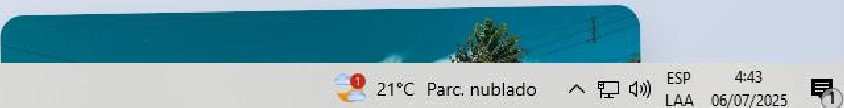 1
21°C Parc. nublado
ESP
LAA
4:43
06/07/2025
1